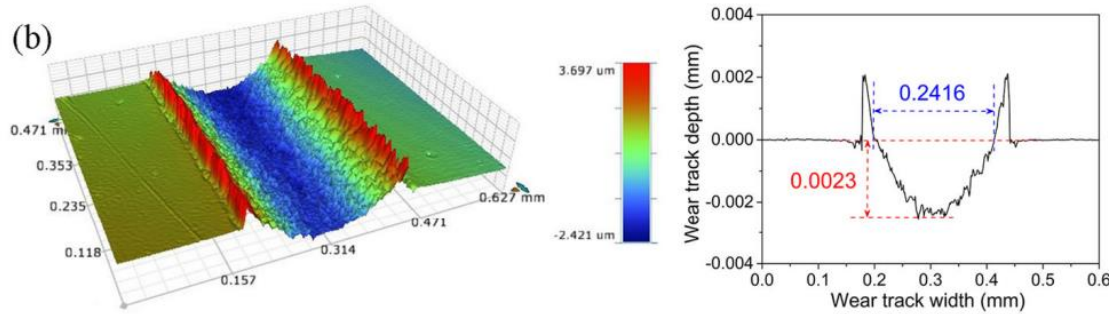 (b)
0.471 mm
0.353
0.235
0.118
0.157
0.314
0.471
0.627 mm
3.697 um
-2.421 um
Wear track depth (mm)
0.004
0.002
0.000
-0.002
-0.004
0.2416
0.0023
0.0 0.1 0.2 0.3 0.4 0.5 0.6
Wear track width (mm)